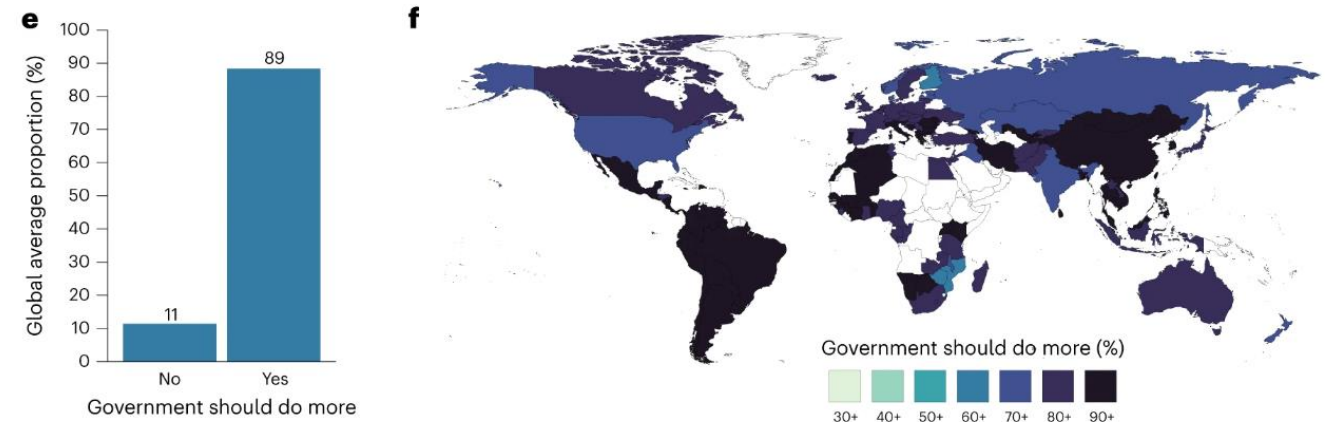 e
Global average proportion (%)
100
90
80
70
60
50
40
30
20
10
0
11
89
No
Yes
Government should do more
f
Government should do more (%)
30+ 40+ 50+ 60+ 70+ 80+ 90+